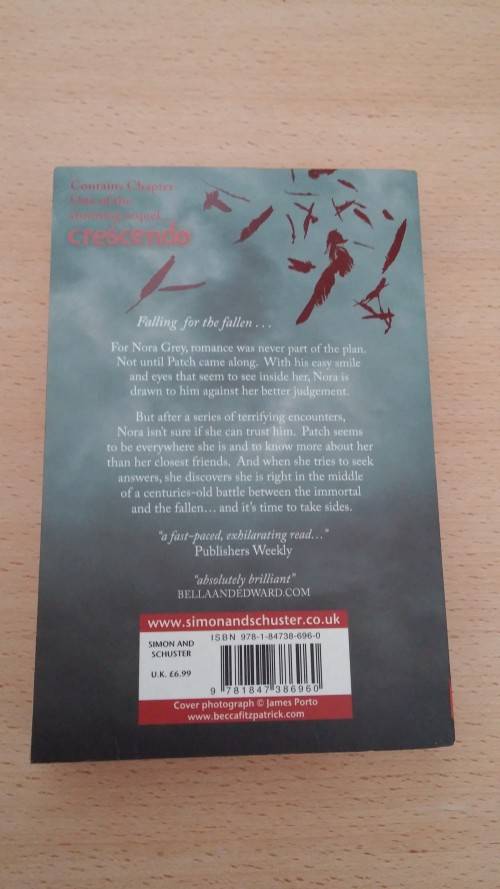 Contains Chapter
One of the
stunning sequel
crescendo
Falling for the fallen...
For Nora Grey, romance was never part of the plan.
Not until Patch came along. With his easy smile
and eyes that seem to see inside her, Nora is
drawn to him against her better judgement.
But after a series of terrifying encounters,
Nora isn't sure if she can trust him. Patch seems
to be everywhere she is and to know more about her
than her closest friends. And when she tries to seek
answers, she discovers she is right in the middle
of a centuries-old battle between the immortal
and the fallen... and it's time to take sides.
"a fast-paced, exhilarating read..."
Publishers Weekly
"absolutely brilliant"
BELLAANDEDWARD.COM
www.simonandschuster.co.uk
SIMON AND
SCHUSTER
U.K. £6.99
ISBN 978-1-84738-696-0
9 781847 386960
Cover photograph © James Porto
www.beccafitzpatrick.com